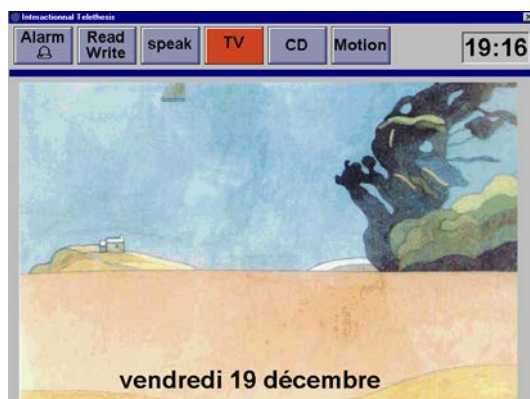 Interactionnal Telethesis
Alarm
Read
Write
speak
TV
CD
Motion
19:16
vendredi 19 décembre